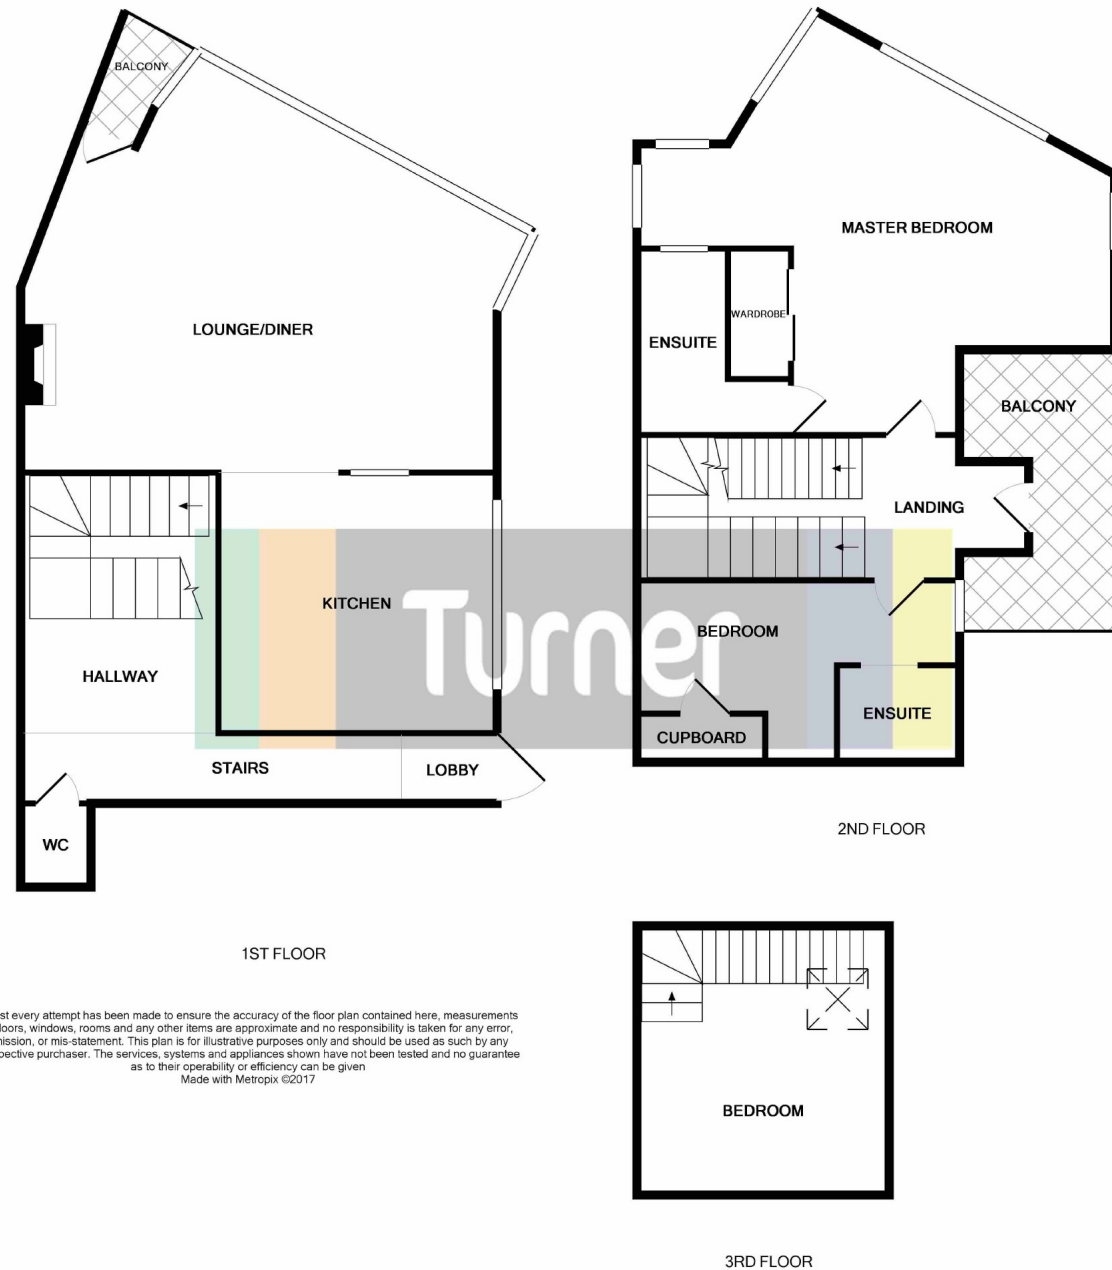 BALCONY
LOUNGE/DINER
KITCHEN
HALLWAY
STAIRS
LOBBY
WC
1ST FLOOR
MASTER BEDROOM
WARDROBE
ENSUITE
BALCONY
LANDING
BEDROOM
ENSUITE
CUPBOARD
2ND FLOOR
BEDROOM
3RD FLOOR
Turner
st every attempt has been made to ensure the accuracy of the floor plan contained here, measurements
oors, windows, rooms and any other items are approximate and no responsibility is taken for any error,
ission, or mis-statement. This plan is for illustrative purposes only and should be used as such by any
pective purchaser. The services, systems and appliances shown have not been tested and no guarantee
as to their operability or efficiency can be given
Made with Metropix ©2017